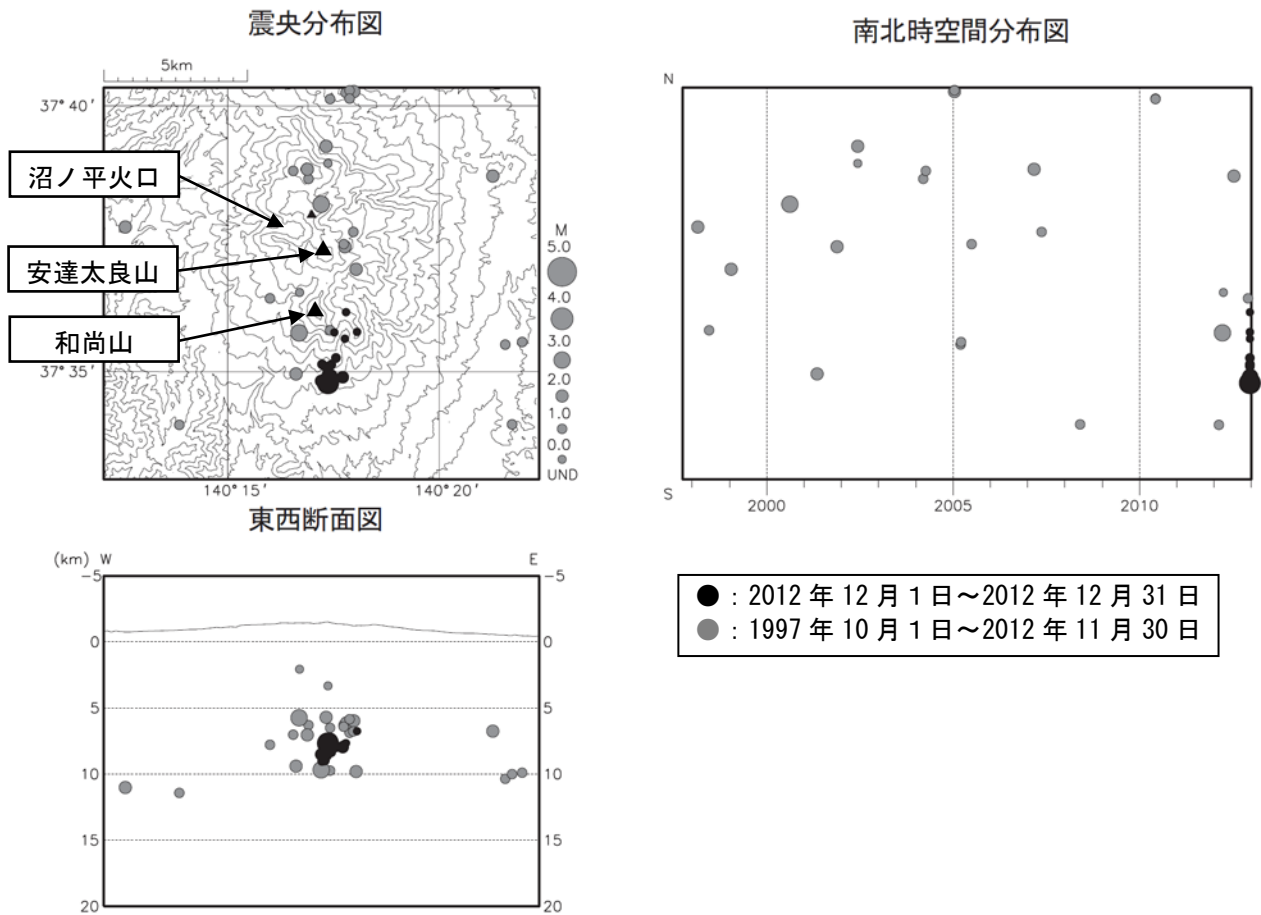 震央分布図
5km
37°40′
沼ノ平火口
安達太良山
和尚山
37°35′
140°15′
140°20′
M
5.0
4.0
3.0
2.0
1.0
0.0
UND
南北時空間分布図
N
S
2000
2005
2010
東西断面図
(km) W
E
-5
-5
0
0
5
5
10
10
15
15
20
20
● : 2012 年 12 月 1 日～2012 年 12 月 31 日
● : 1997 年 10 月 1 日～2012 年 11 月 30 日